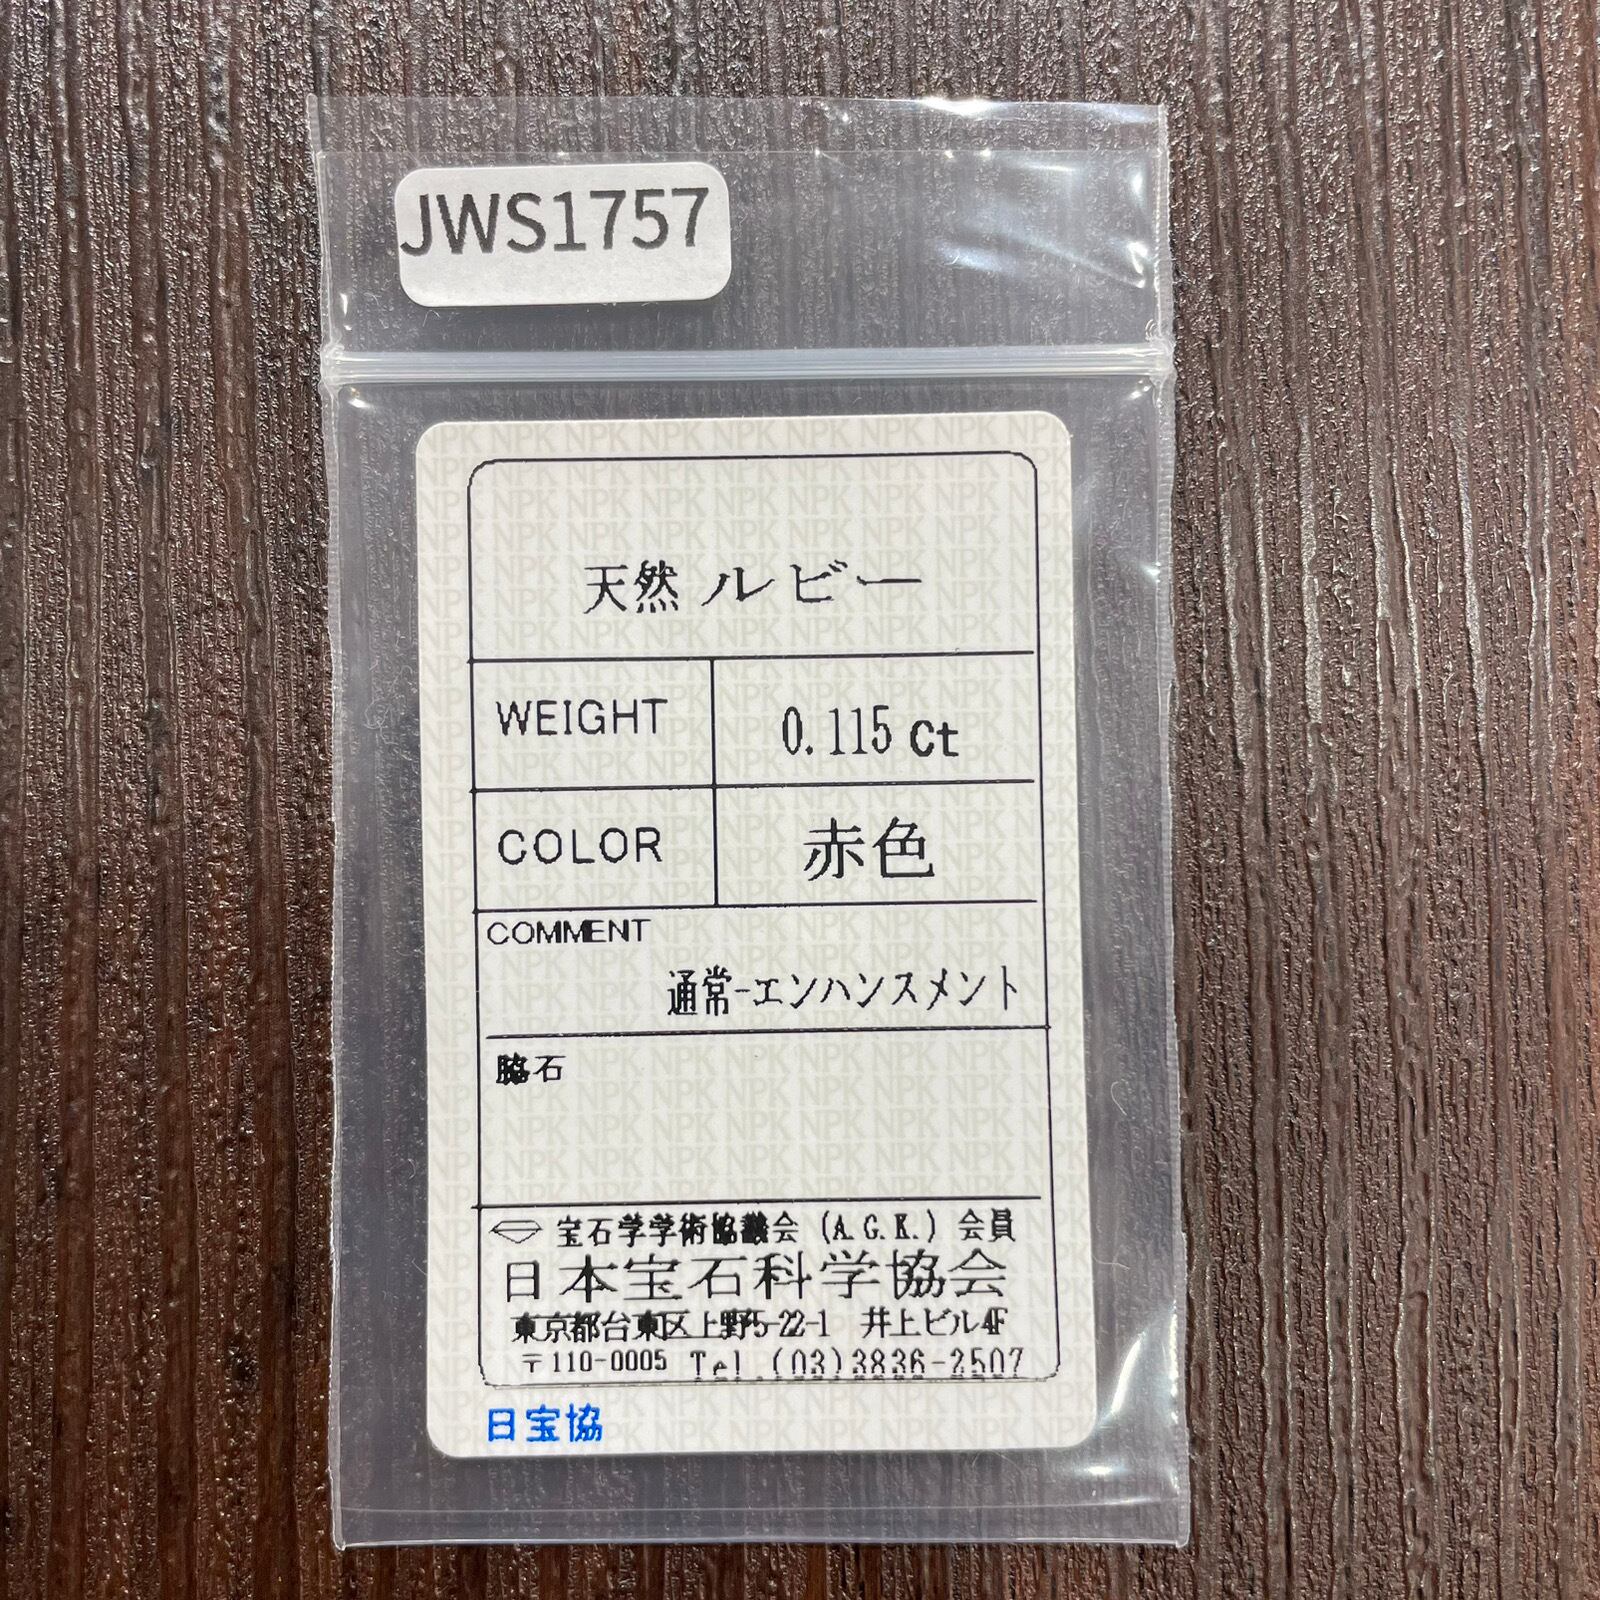 JWS1757
天然 ルビー
WEIGHT 0.115 ct
COLOR 赤色
COMMENT
通常-エンハンスメント
脇石
宝石学学術協議会 (A.G.K.) 会員
日本宝石科学協会
東京都台東区上野5-22-1 井上ビル4F
〒110-0005 Tel.(03)3836-2507
日宝協